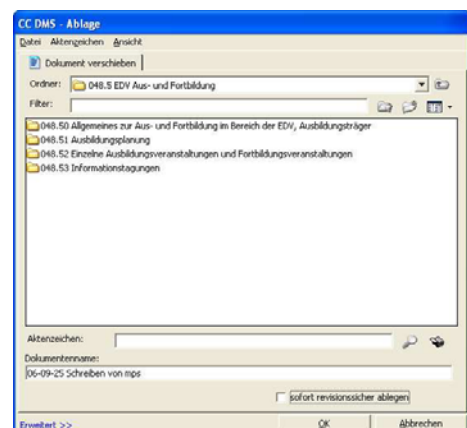 CC DMS - Ablage
Datei Aktenzeichen Ansicht
Dokument verschieben
Ordner: 048.5 EDV Aus- und Fortbildung
Filter:
048.50 Allgemeines zur Aus- und Fortbildung im Bereich der EDV, Ausbildungsträger
048.51 Ausbildungsplanung
048.52 Einzelne Ausbildungsveranstaltungen und Fortbildungsveranstaltungen
048.53 Informationstagungen
Aktenzeichen:
Dokumentenname:
06-09-25 Schreiben von mps
sofort revisionssicher ablegen
Erweitert >> OK Abbrechen